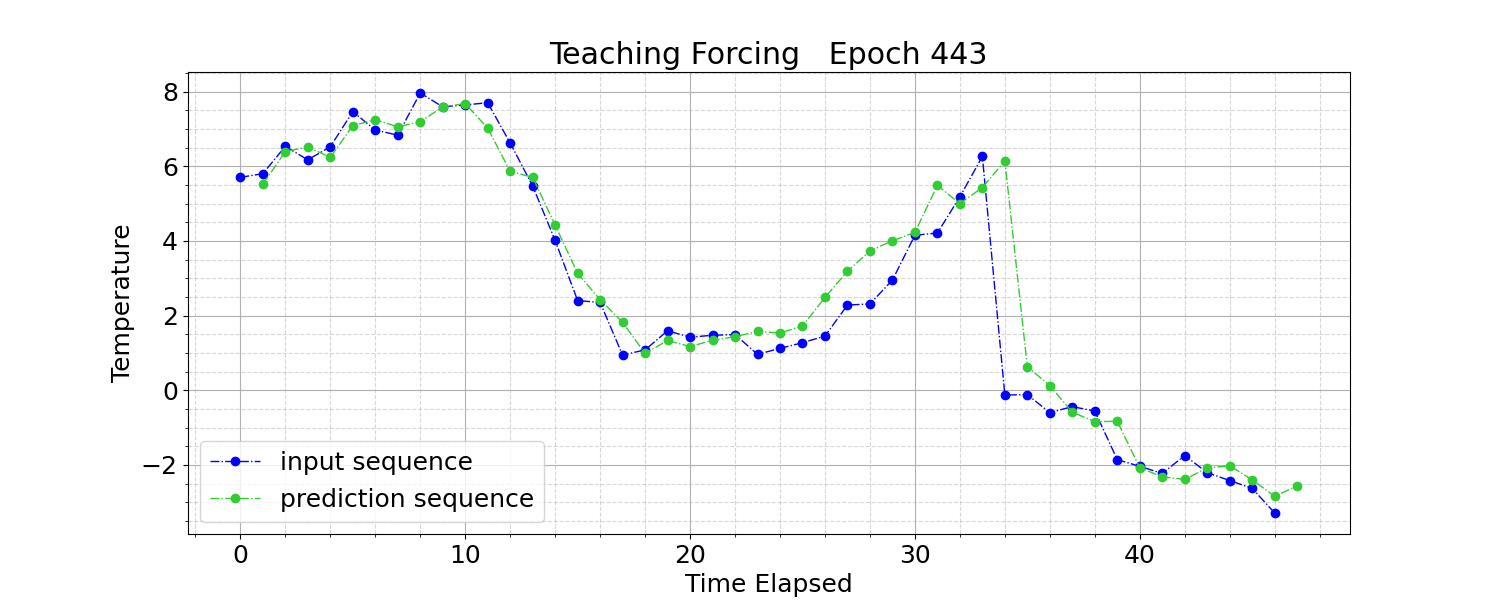 Teaching Forcing   Epoch 443
Temperature
8
6
4
2
0
−2
input sequence
prediction sequence
0 10 20 30 40
Time Elapsed